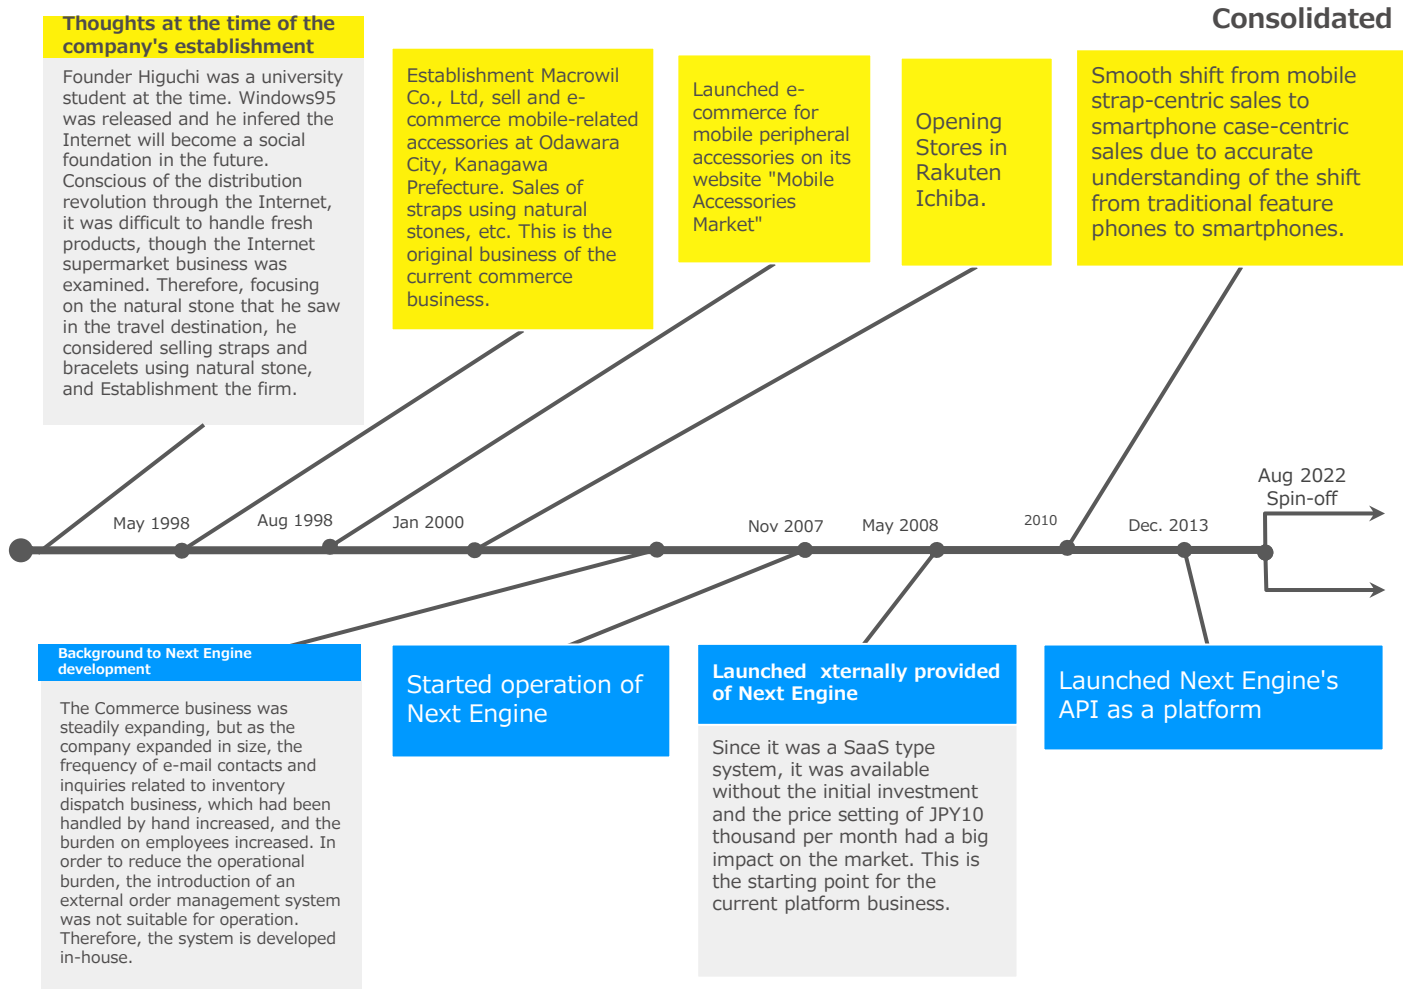 Consolidated
Thoughts at the time of the
company's establishment
Founder Higuchi was a university
student at the time. Windows95
was released and he infered the
Internet will become a social
foundation in the future.
Conscious of the distribution
revolution through the Internet,
it was difficult to handle fresh
products, though the Internet
supermarket business was
examined. Therefore, focusing
on the natural stone that he saw
in the travel destination, he
considered selling straps and
bracelets using natural stone,
and Establishment the firm.
Establishment Macrowil
Co., Ltd, sell and e-
commerce mobile-related
accessories at Odawara
City, Kanagawa
Prefecture. Sales of
straps using natural
stones, etc. This is the
original business of the
current commerce
business.
Launched e-
commerce for
mobile peripheral
accessories on its
website "Mobile
Accessories
Market"
Opening
Stores in
Rakuten
Ichiba.
Smooth shift from mobile
strap-centric sales to
smartphone case-centric
sales due to accurate
understanding of the shift
from traditional feature
phones to smartphones.
May 1998
Aug 1998
Jan 2000
Nov 2007
May 2008
2010
Dec. 2013
Aug 2022
Spin-off
Background to Next Engine
development
The Commerce business was
steadily expanding, but as the
company expanded in size, the
frequency of e-mail contacts and
inquiries related to inventory
dispatch business, which had been
handled by hand increased, and the
burden on employees increased. In
order to reduce the operational
burden, the introduction of an
external order management system
was not suitable for operation.
Therefore, the system is developed
in-house.
Started operation of
Next Engine
Launched xternally provided
of Next Engine
Since it was a SaaS type
system, it was available
without the initial investment
and the price setting of JPY10
thousand per month had a big
impact on the market. This is
the starting point for the
current platform business.
Launched Next Engine's
API as a platform